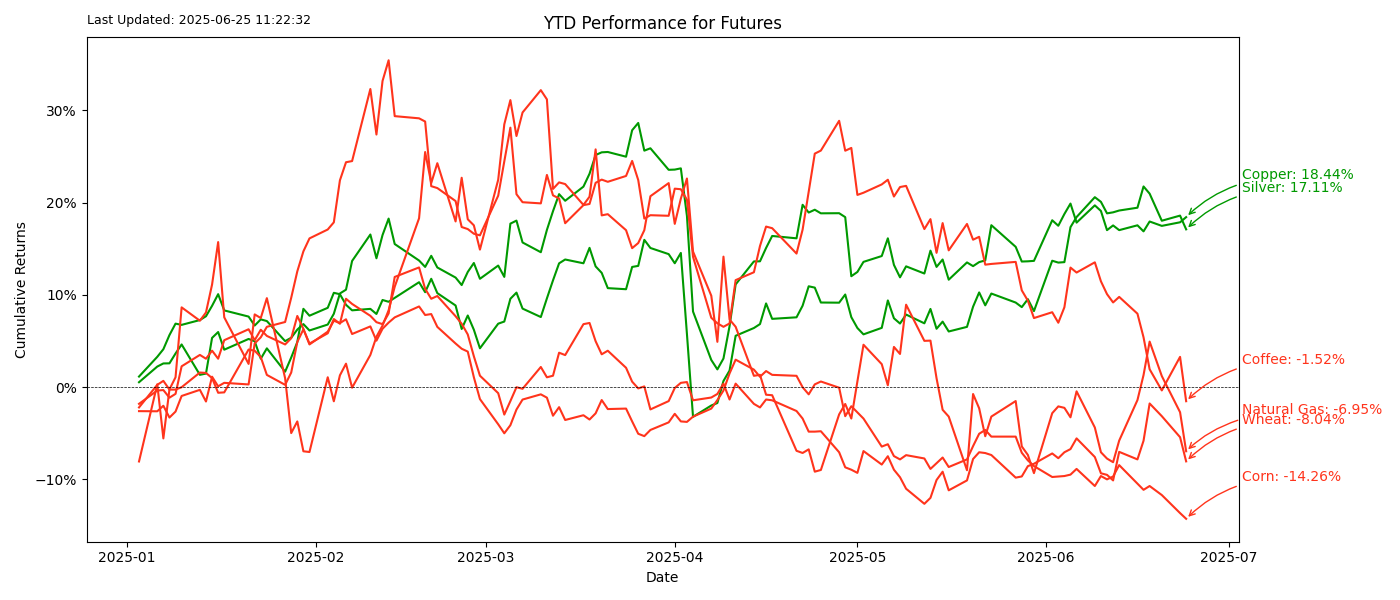 Last Updated: 2025-06-25 11:22:32
YTD Performance for Futures
Cumulative Returns
30%
20%
10%
0%
−10%
Copper: 18.44%
Silver: 17.11%
Coffee: -1.52%
Natural Gas: -6.95%
Wheat: -8.04%
Corn: -14.26%
2025-01
2025-02
2025-03
2025-04
2025-05
2025-06
2025-07
Date